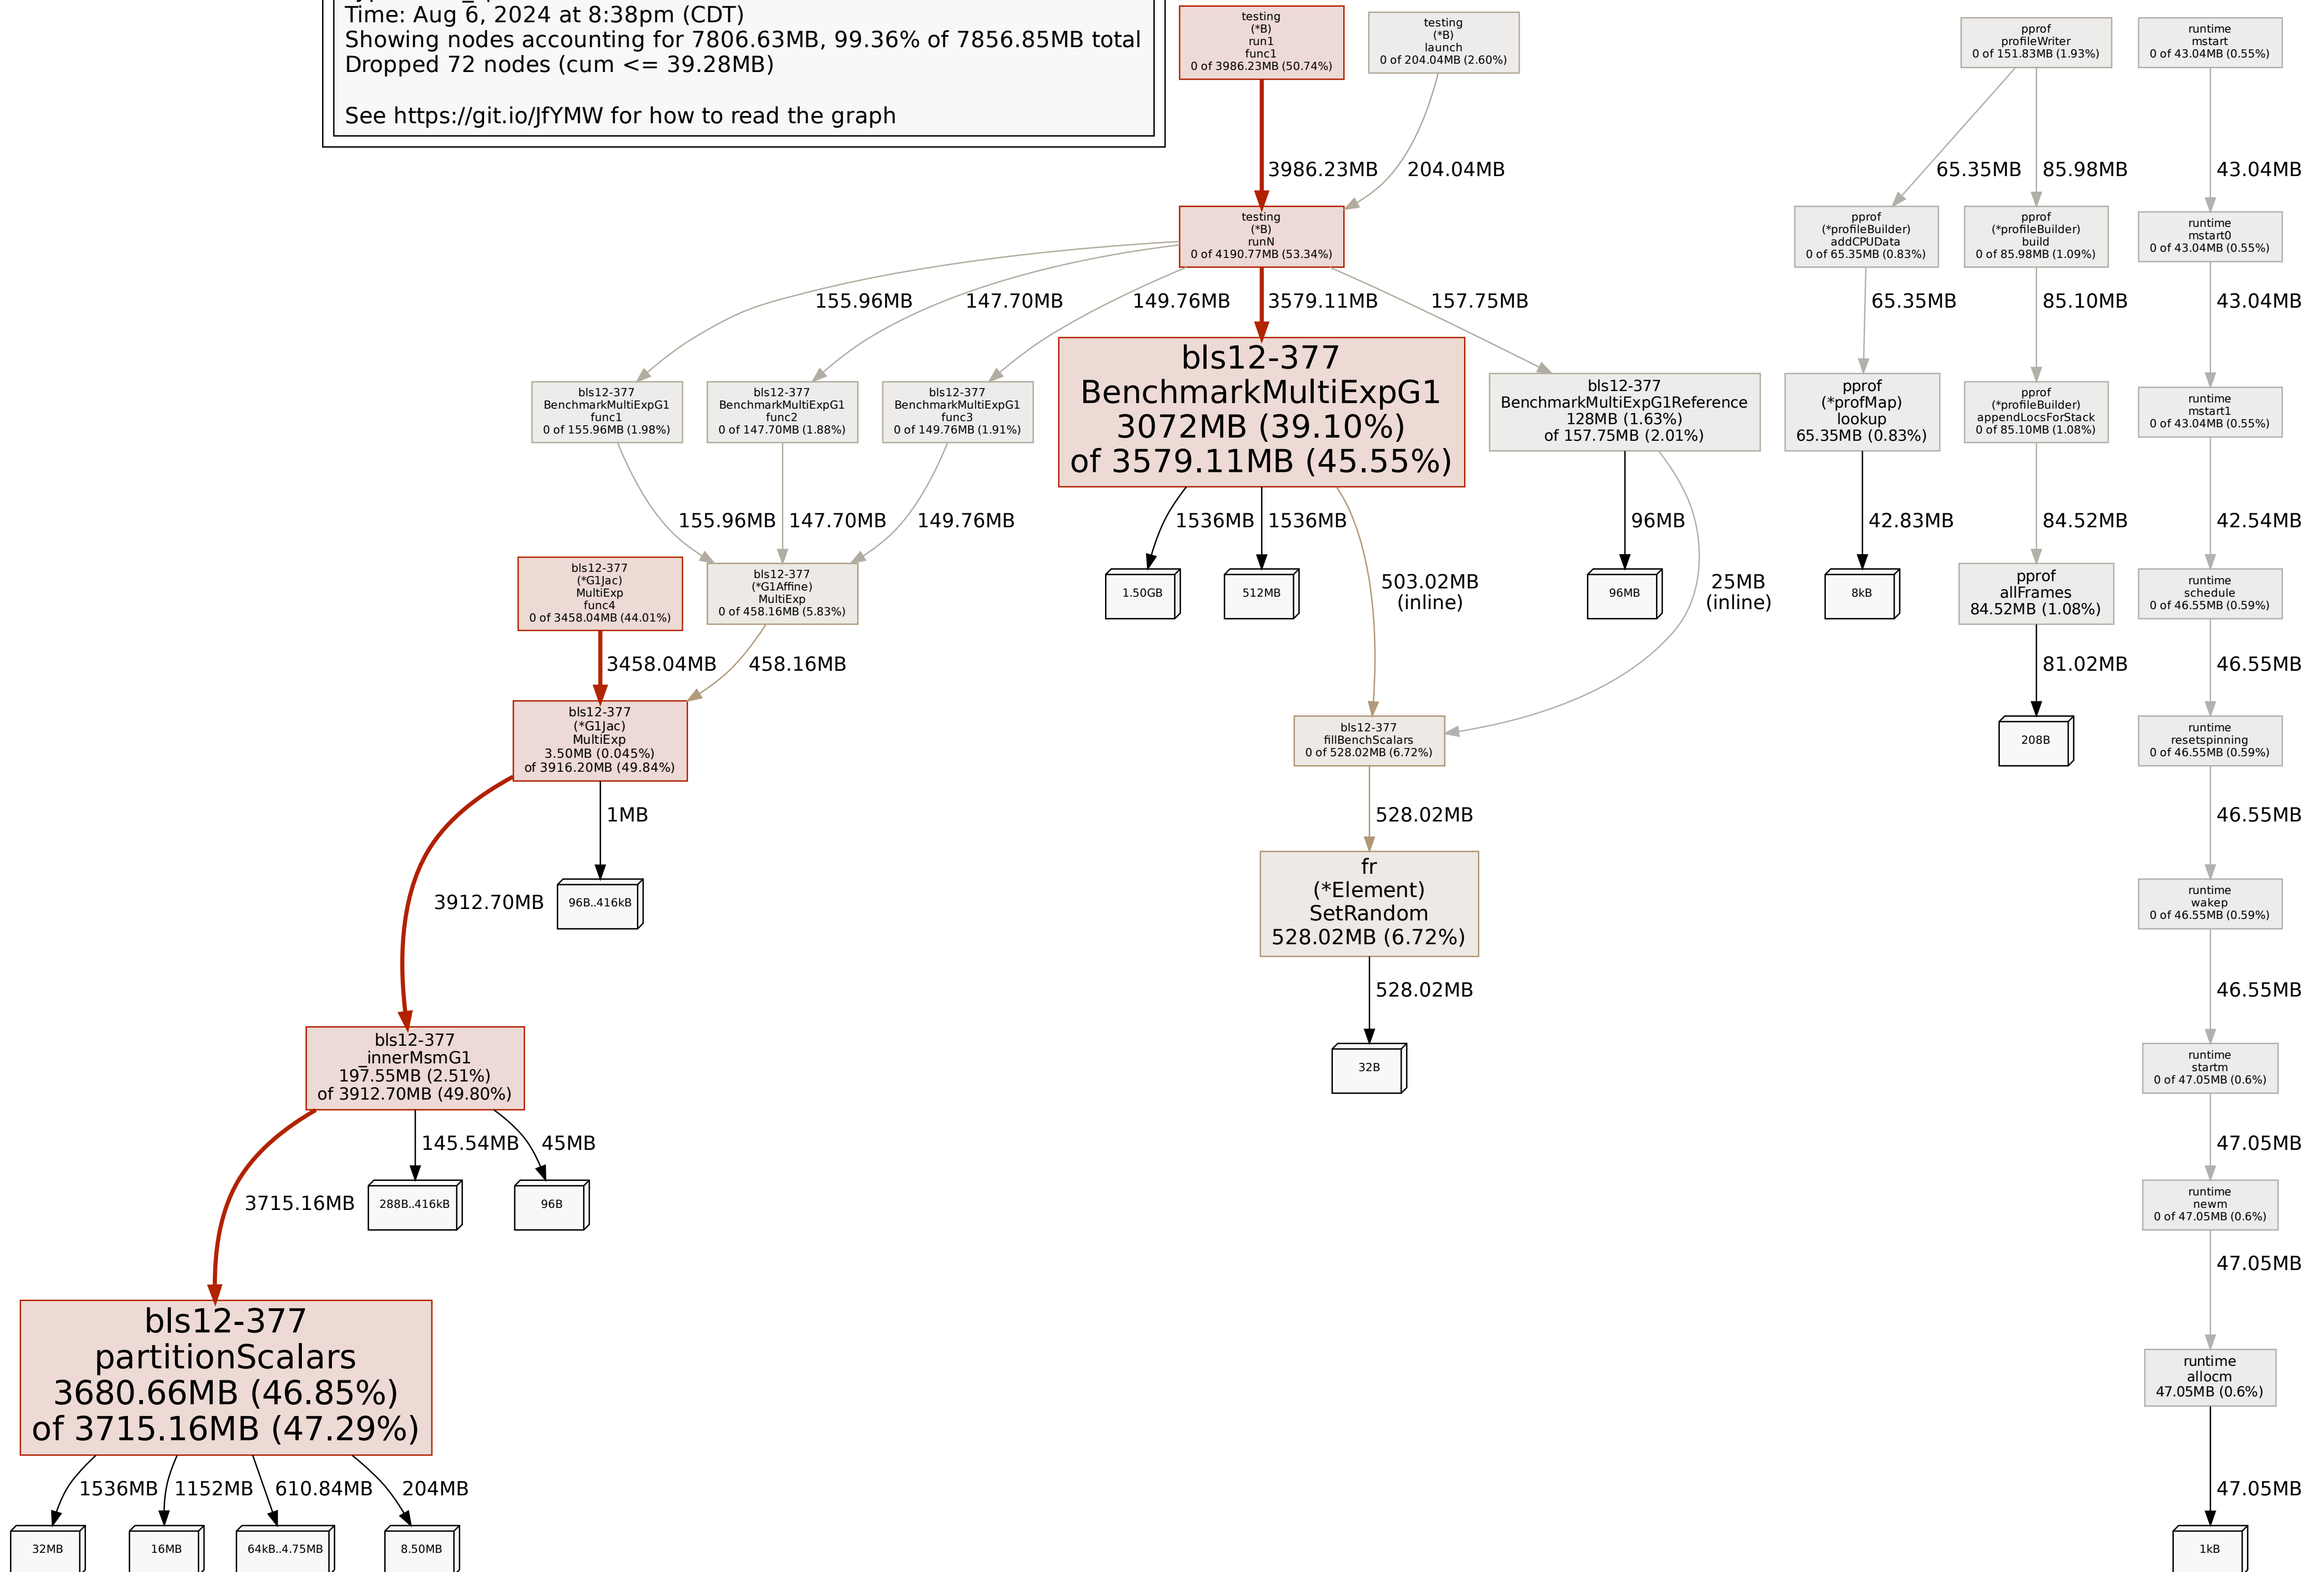 Time: Aug 6, 2024 at 8:38pm (CDT)
Showing nodes accounting for 7806.63MB, 99.36% of 7856.85MB total
Dropped 72 nodes (cum <= 39.28MB)
See https://git.io/JfYMW for how to read the graph
testing
(*B)
run1
func1
0 of 3986.23MB (50.74%)
testing
(*B)
launch
0 of 204.04MB (2.60%)
pprof
profileWriter
0 of 151.83MB (1.93%)
runtime
mstart
0 of 43.04MB (0.55%)
3986.23MB
204.04MB
65.35MB
85.98MB
43.04MB
testing
(*B)
runN
0 of 4190.77MB (53.34%)
pprof
(*profileBuilder)
addCPUData
0 of 65.35MB (0.83%)
pprof
(*profileBuilder)
build
0 of 85.98MB (1.09%)
runtime
mstart0
0 of 43.04MB (0.55%)
155.96MB
147.70MB
149.76MB
3579.11MB
157.75MB
65.35MB
85.10MB
43.04MB
bls12-377
BenchmarkMultiExpG1
func1
0 of 155.96MB (1.98%)
bls12-377
BenchmarkMultiExpG1
func2
0 of 147.70MB (1.88%)
bls12-377
BenchmarkMultiExpG1
func3
0 of 149.76MB (1.91%)
bls12-377
BenchmarkMultiExpG1
3072MB (39.10%)
of 3579.11MB (45.55%)
bls12-377
BenchmarkMultiExpG1Reference
128MB (1.63%)
of 157.75MB (2.01%)
pprof
(*profMap)
lookup
65.35MB (0.83%)
pprof
(*profileBuilder)
appendLocsForStack
0 of 85.10MB (1.08%)
runtime
mstart1
0 of 43.04MB (0.55%)
155.96MB
147.70MB
149.76MB
1536MB
1536MB
503.02MB
(inline)
96MB
25MB
(inline)
42.83MB
84.52MB
42.54MB
bls12-377
(*G1Jac)
MultiExp
func4
0 of 3458.04MB (44.01%)
bls12-377
(*G1Affine)
MultiExp
0 of 458.16MB (5.83%)
1.50GB
512MB
96MB
8kB
pprof
allFrames
84.52MB (1.08%)
runtime
schedule
0 of 46.55MB (0.59%)
3458.04MB
458.16MB
81.02MB
46.55MB
bls12-377
(*G1Jac)
MultiExp
3.50MB (0.045%)
of 3916.20MB (49.84%)
bls12-377
fillBenchScalars
0 of 528.02MB (6.72%)
208B
runtime
resetspinning
0 of 46.55MB (0.59%)
3912.70MB
1MB
528.02MB
46.55MB
96B..416kB
fr
(*Element)
SetRandom
528.02MB (6.72%)
runtime
wakep
0 of 46.55MB (0.59%)
528.02MB
46.55MB
bls12-377
_innerMsmG1
197.55MB (2.51%)
of 3912.70MB (49.80%)
32B
runtime
startm
0 of 47.05MB (0.6%)
3715.16MB
145.54MB
45MB
47.05MB
288B..416kB
96B
runtime
newm
0 of 47.05MB (0.6%)
47.05MB
bls12-377
partitionScalars
3680.66MB (46.85%)
of 3715.16MB (47.29%)
runtime
allocm
47.05MB (0.6%)
1536MB
1152MB
610.84MB
204MB
47.05MB
32MB
16MB
64kB..4.75MB
8.50MB
1kB